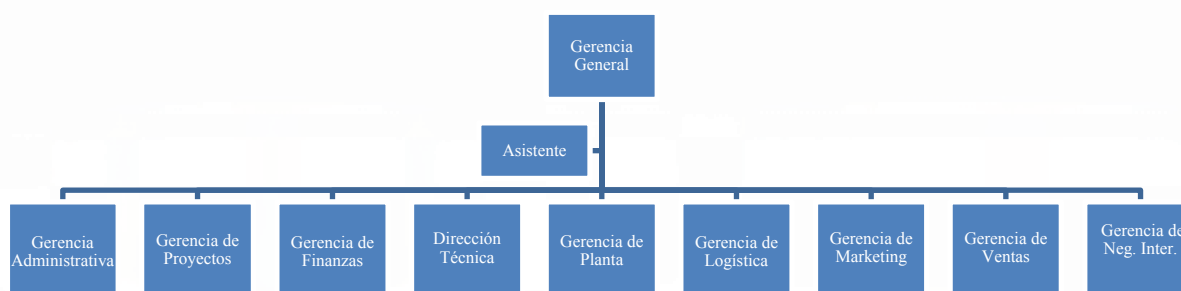 Gerencia
General
Asistente
Gerencia
Administrativa
Gerencia de
Proyectos
Gerencia de
Finanzas
Dirección
Técnica
Gerencia de
Planta
Gerencia de
Logística
Gerencia de
Marketing
Gerencia de
Ventas
Gerencia de
Neg. Inter.